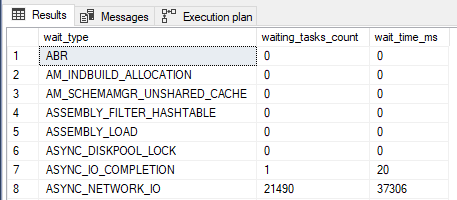 Results Messages Execution plan
wait_type waiting_tasks_count wait_time_ms
1 ABR 0 0
2 AM_INDBUILD_ALLOCATION 0 0
3 AM_SCHEMAMGR_UNSHARED_CACHE 0 0
4 ASSEMBLY_FILTER_HASHTABLE 0 0
5 ASSEMBLY_LOAD 0 0
6 ASYNC_DISKPOOL_LOCK 0 0
7 ASYNC_IO_COMPLETION 1 20
8 ASYNC_NETWORK_IO 21490 37306